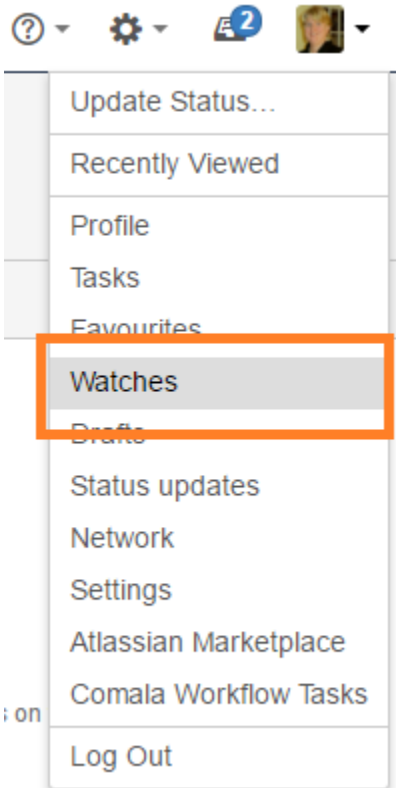 2
Update Status...
Recently Viewed
Profile
Tasks
Favourites
Watches
Drafts
Status updates
Network
Settings
Atlassian Marketplace
Comala Workflow Tasks
on
Log Out